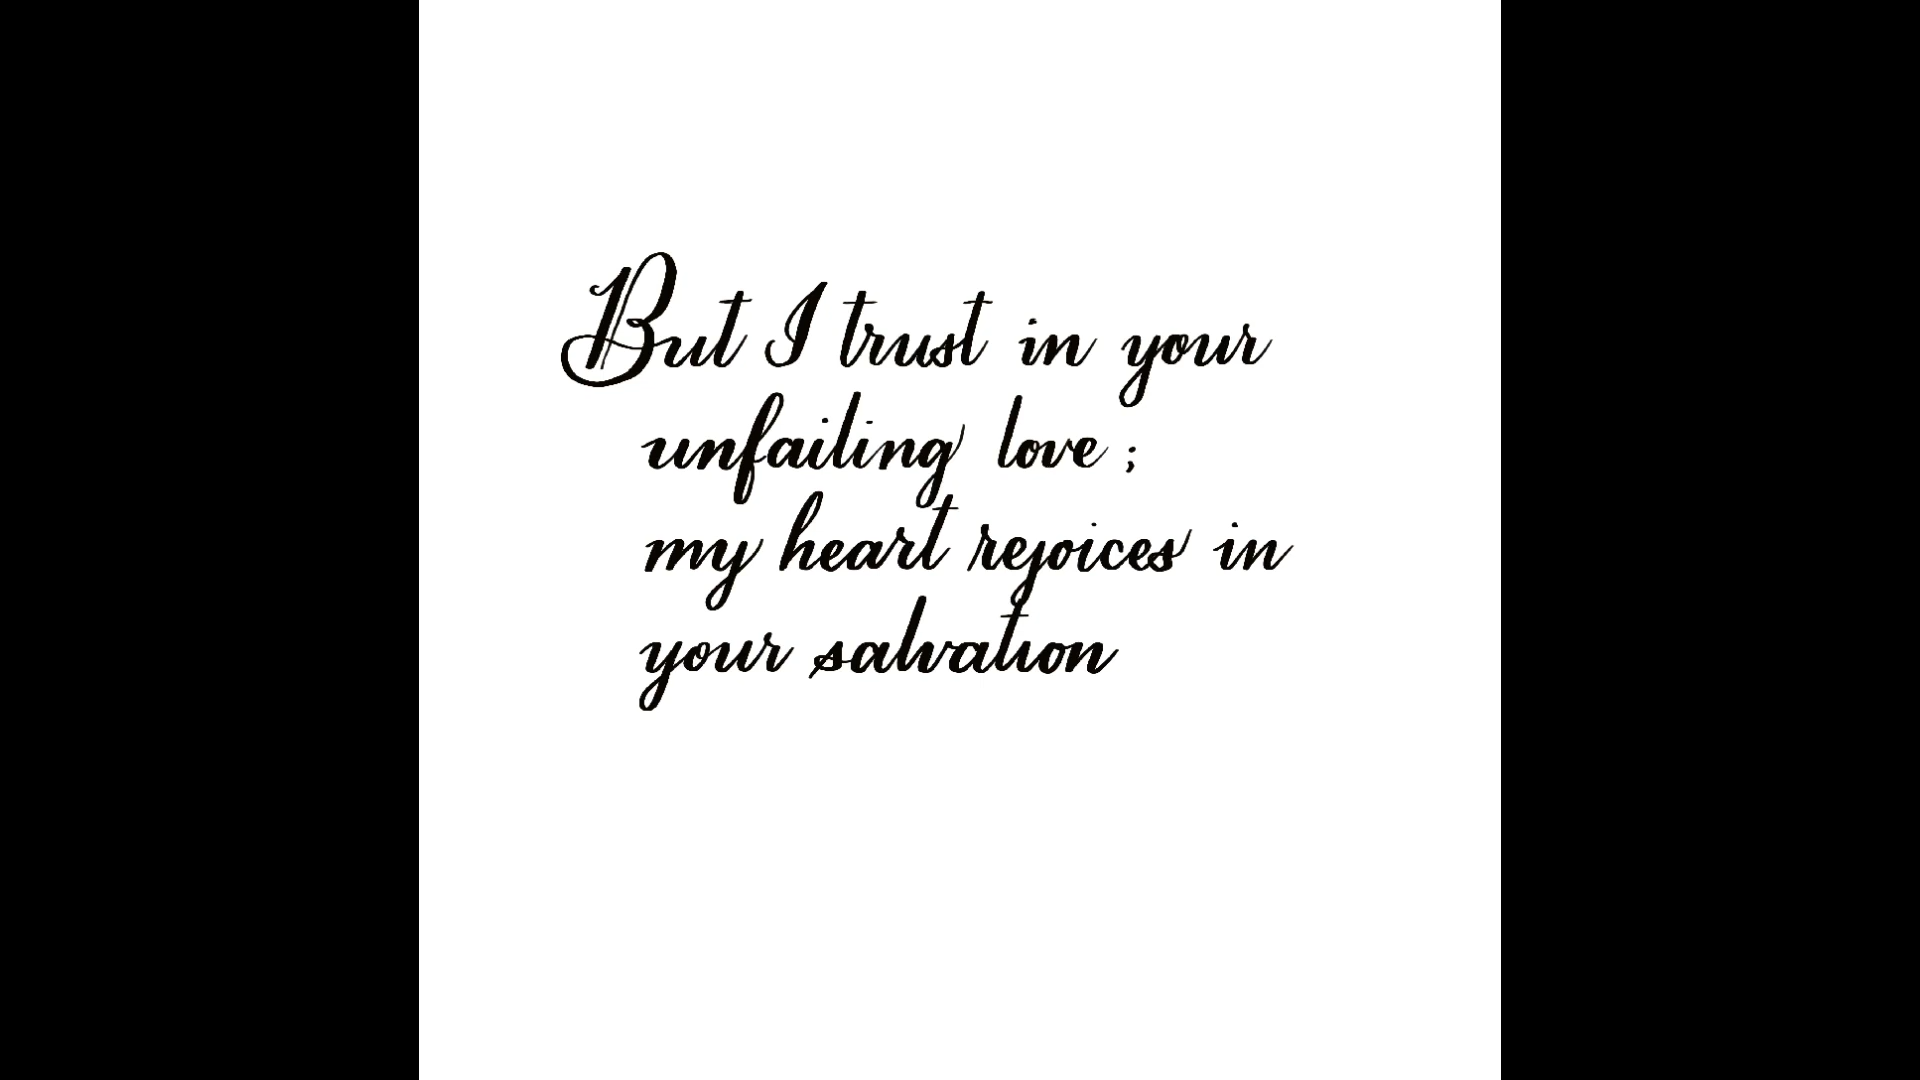 But I trust in your
unfailing love ;
my heart rejoices in
your salvation